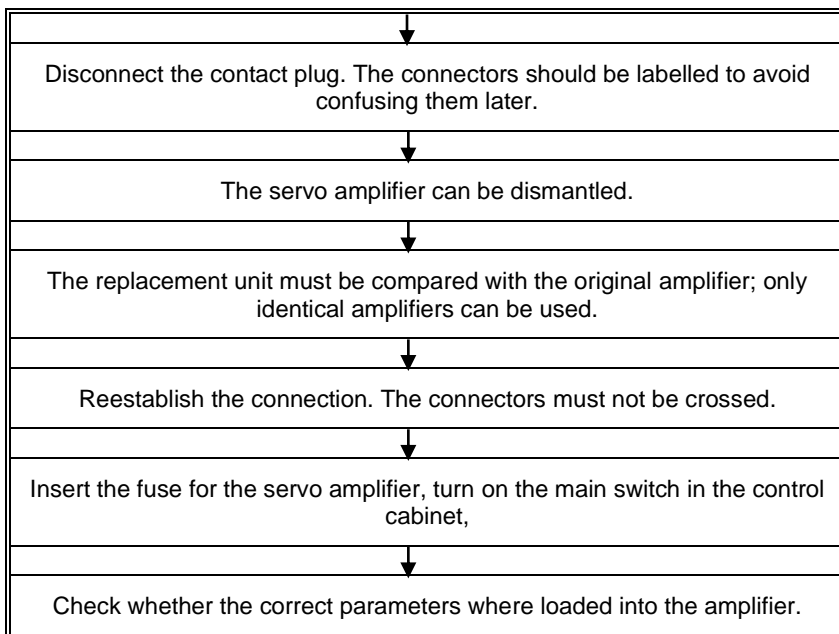 Disconnect the contact plug. The connectors should be labelled to avoid
confusing them later.
The servo amplifier can be dismantled.
The replacement unit must be compared with the original amplifier; only
identical amplifiers can be used.
Reestablish the connection. The connectors must not be crossed.
Insert the fuse for the servo amplifier, turn on the main switch in the control
cabinet,
Check whether the correct parameters where loaded into the amplifier.